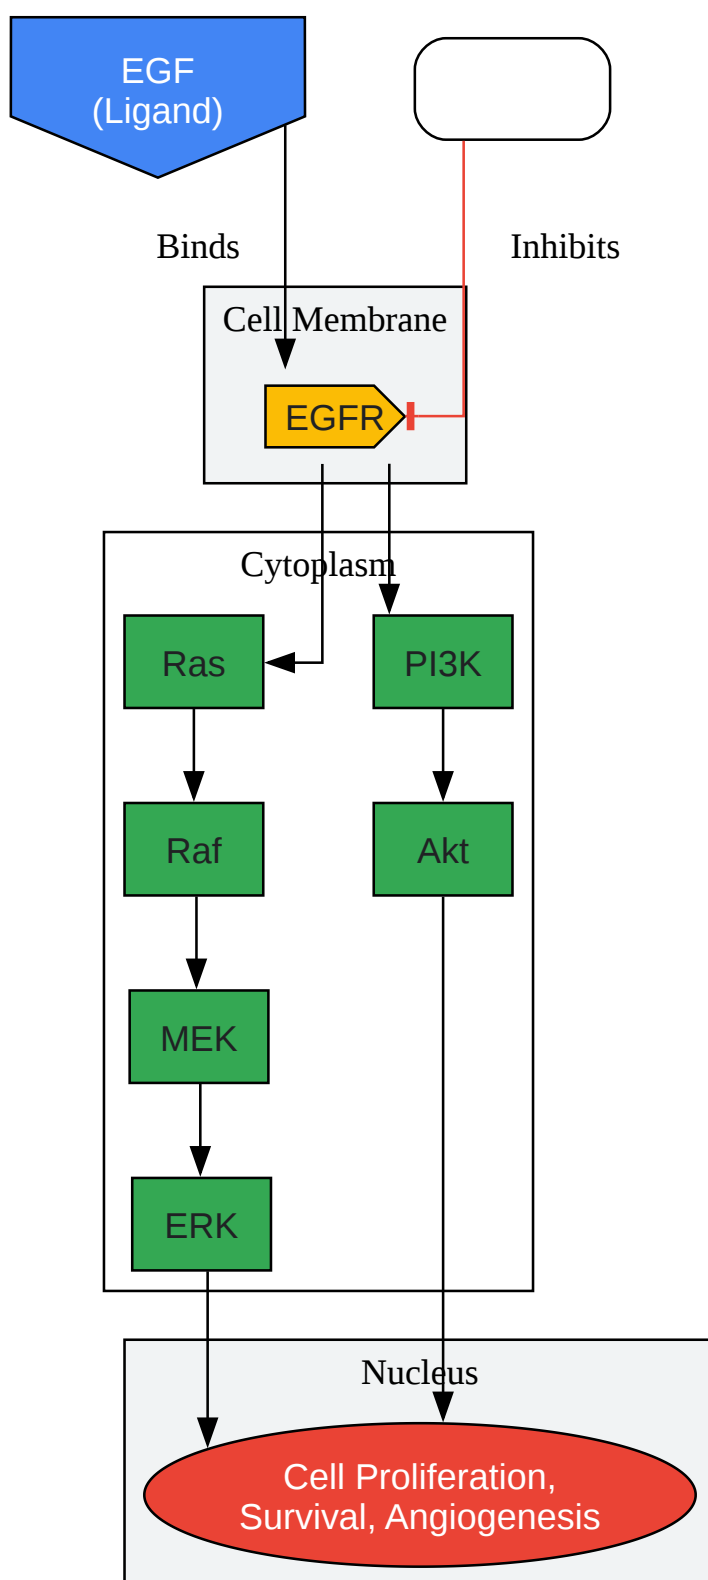 EGF
(Ligand)
Binds
Inhibits
Cell Membrane
EGFR
Cytoplasm
Ras
PI3K
Raf
Akt
MEK
ERK
Nucleus
Cell Proliferation,
Survival, Angiogenesis